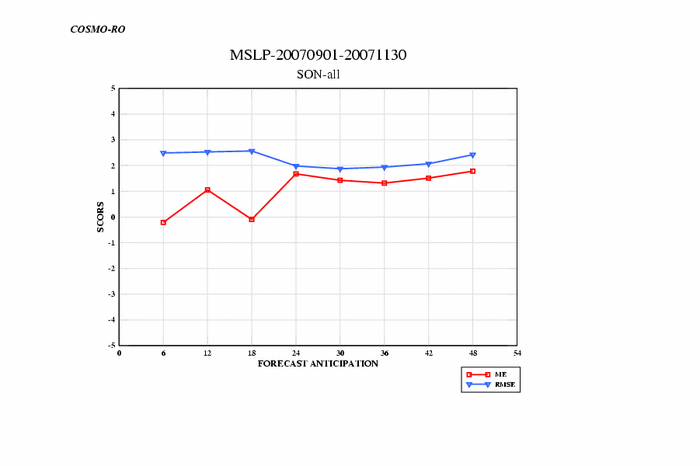 COSMO-RO
MSLP-20070901-20071130
SON-all
5
4
3
2
1
0
-1
-2
-3
-4
-5
SCORS
0 6 12 18 24 30 36 42 48 54
FORECAST ANTICIPATION
ME
RMSE